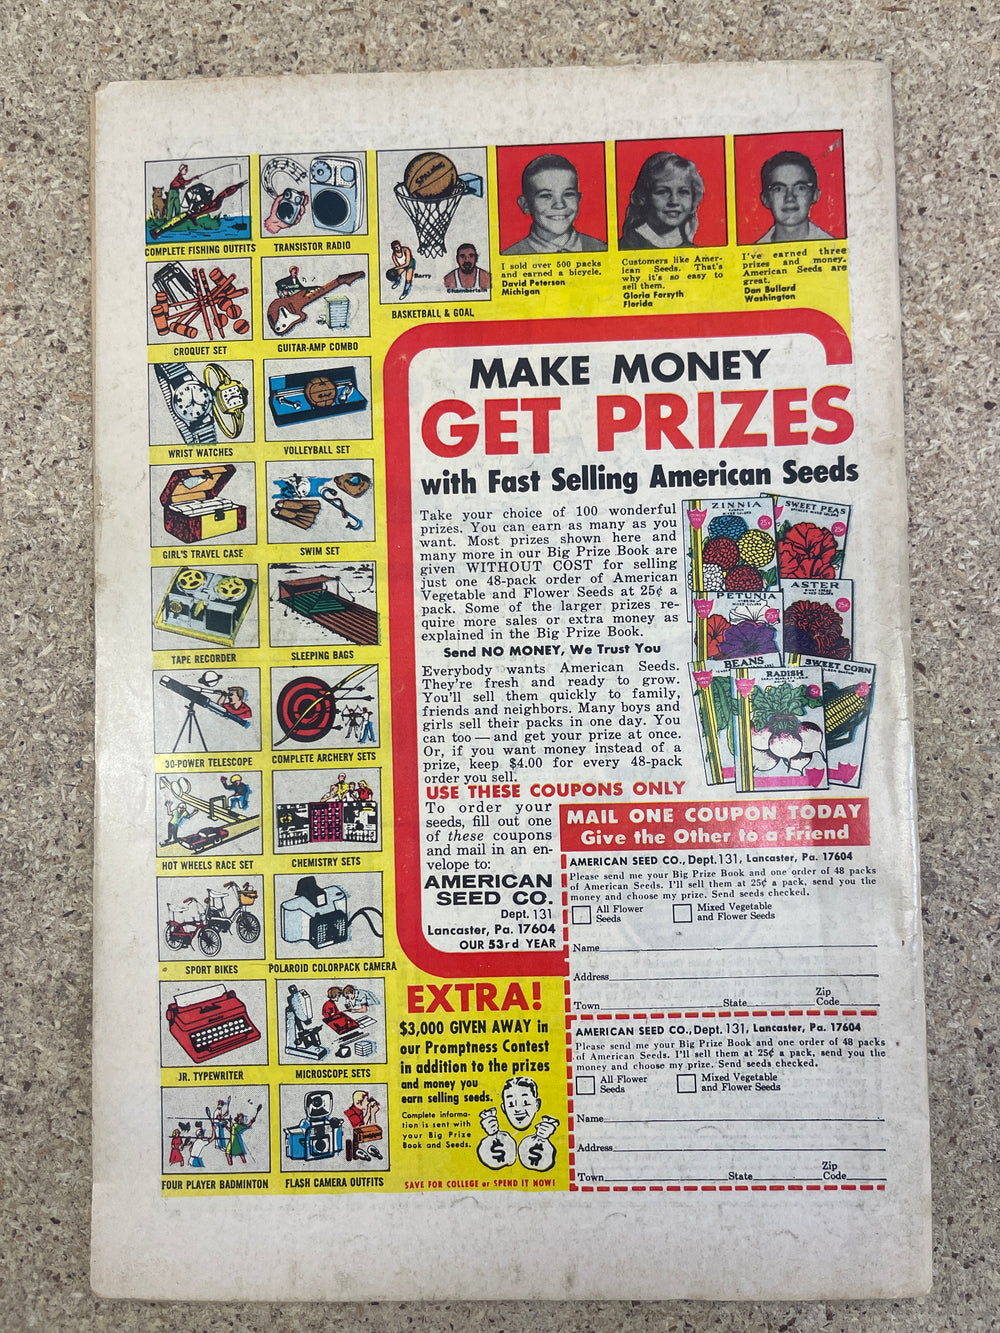 COMPLETE FISHING OUTFITS
TRANSISTOR RADIO
SPALDING
Barry
Chamberlain
BASKETBALL & GOAL
CROQUET SET
GUITAR-AMP COMBO
WRIST WATCHES
VOLLEYBALL SET
GIRL'S TRAVEL CASE
SWIM SET
TAPE RECORDER
SLEEPING BAGS
30-POWER TELESCOPE
COMPLETE ARCHERY SETS
HOT WHEELS RACE SET
CHEMISTRY SETS
SPORT BIKES
POLAROID COLORPACK CAMERA
JR. TYPEWRITER
MICROSCOPE SETS
FOUR PLAYER BADMINTON
FLASH CAMERA OUTFITS
I sold over 500 packs
and earned a bicycle.
David Peterson
Michigan
Customers like Amer-
ican Seeds. That's
why it's so easy to
sell them.
Gloria Forsyth
Florida
I've earned three
prizes and money.
American Seeds are
great.
Dan Bullard
Washington
MAKE MONEY
GET PRIZES
with Fast Selling American Seeds
Take your choice of 100 wonderful
prizes. You can earn as many as you
want. Most prizes shown here and
many more in our Big Prize Book are
given WITHOUT COST for selling
just one 48-pack order of American
Vegetable and Flower Seeds at 25¢ a
pack. Some of the larger prizes re-
quire more sales or extra money as
explained in the Big Prize Book.
Send NO MONEY, We Trust You
Everybody wants American Seeds.
They're fresh and ready to grow.
You'll sell them quickly to family,
friends and neighbors. Many boys and
girls sell their packs in one day. You
can too — and get your prize at once.
Or, if you want money instead of a
prize, keep $4.00 for every 48-pack
order you sell.
ZINNIA
25¢
SWEET PEAS
25¢
PETUNIA
25¢
ASTER
25¢
BEANS
RADISH
SWEET CORN
USE THESE COUPONS ONLY
To order your
seeds, fill out one
of these coupons
and mail in an en-
velope to:
AMERICAN
SEED CO.
Dept. 131
Lancaster, Pa. 17604
OUR 53rd YEAR
MAIL ONE COUPON TODAY
Give the Other to a Friend
AMERICAN SEED CO., Dept. 131, Lancaster, Pa. 17604
Please send me your Big Prize Book and one order of 48 packs
of American Seeds. I'll sell them at 25¢ a pack, send you the
money and choose my prize. Send seeds checked.
All Flower
Seeds
Mixed Vegetable
and Flower Seeds
Name
Address
Town State Zip
Code
AMERICAN SEED CO., Dept. 131, Lancaster, Pa. 17604
Please send me your Big Prize Book and one order of 48 packs
of American Seeds. I'll sell them at 25¢ a pack, send you the
money and choose my prize. Send seeds checked.
All Flower
Seeds
Mixed Vegetable
and Flower Seeds
Name
Address
Town State Zip
Code
EXTRA!
$3,000 GIVEN AWAY in
our Promptness Contest
in addition to the prizes
and money you
earn selling seeds.
Complete informa-
tion is sent with
your Big Prize
Book and Seeds.
$ $
SAVE FOR COLLEGE or SPEND IT NOW!